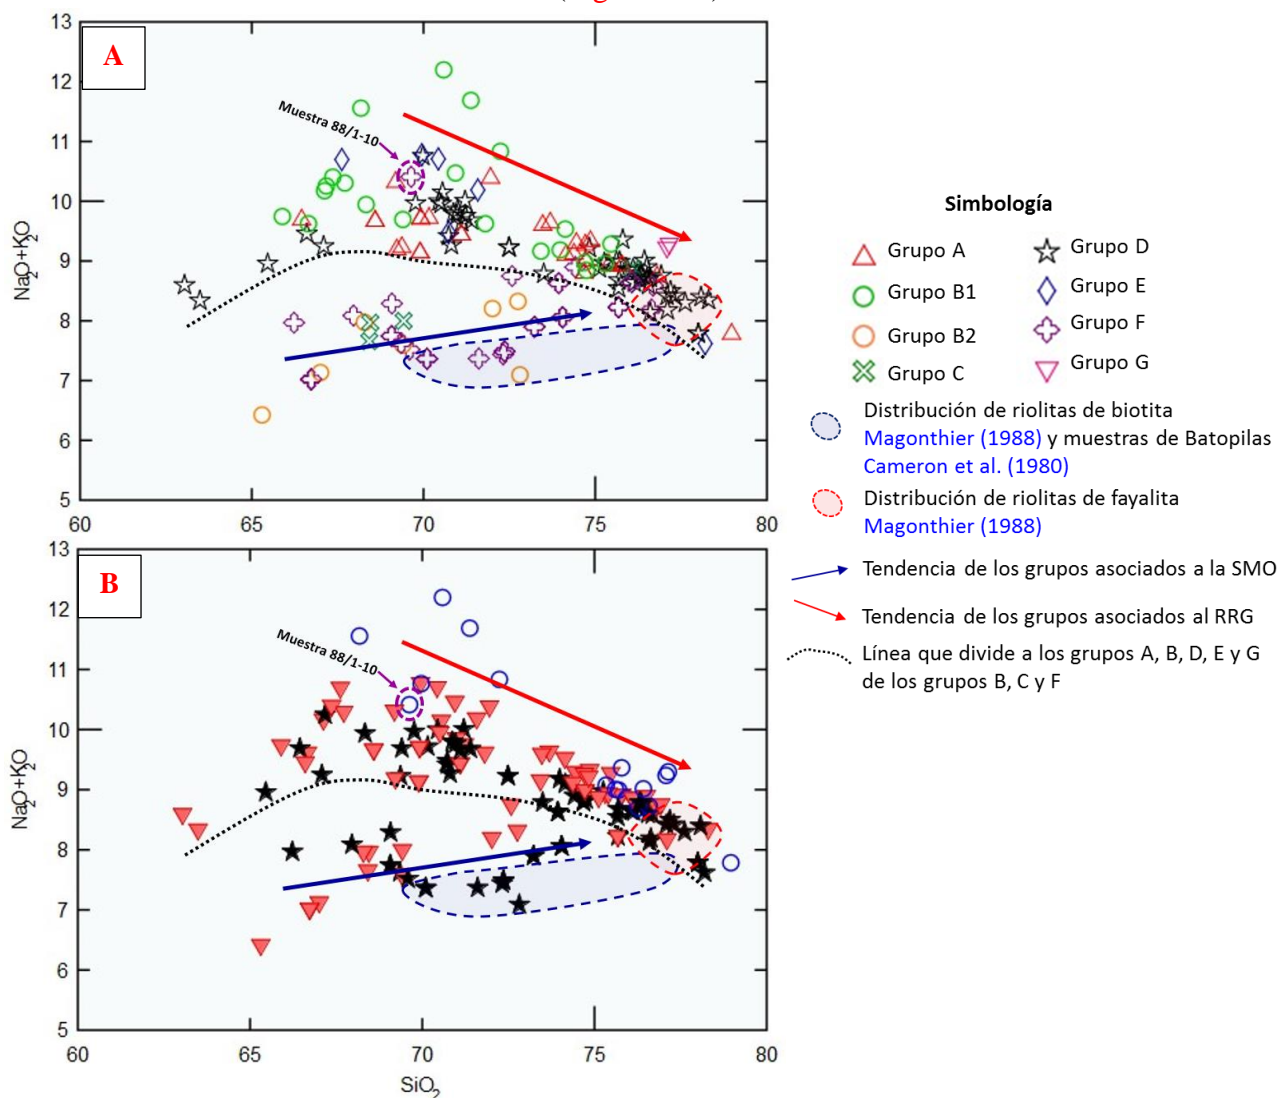 A
13
12
11
10
9
8
7
6
5
Na2O+K2O
Muestra 88/1-10
60
65
70
75
80
B
13
12
11
10
9
8
7
6
5
Na2O+K2O
Muestra 88/1-10
60
65
70
75
80
SiO2
Simbología
Grupo A
Grupo D
Grupo B1
Grupo E
Grupo B2
Grupo F
Grupo C
Grupo G
Distribución de riolitas de biotita
Magonthier (1988) y muestras de Batopilas
Cameron et al. (1980)
Distribución de riolitas de fayalita
Magonthier (1988)
Tendencia de los grupos asociados a la SMO
Tendencia de los grupos asociados al RRG
Línea que divide a los grupos A, B, D, E y G
de los grupos B, C y F